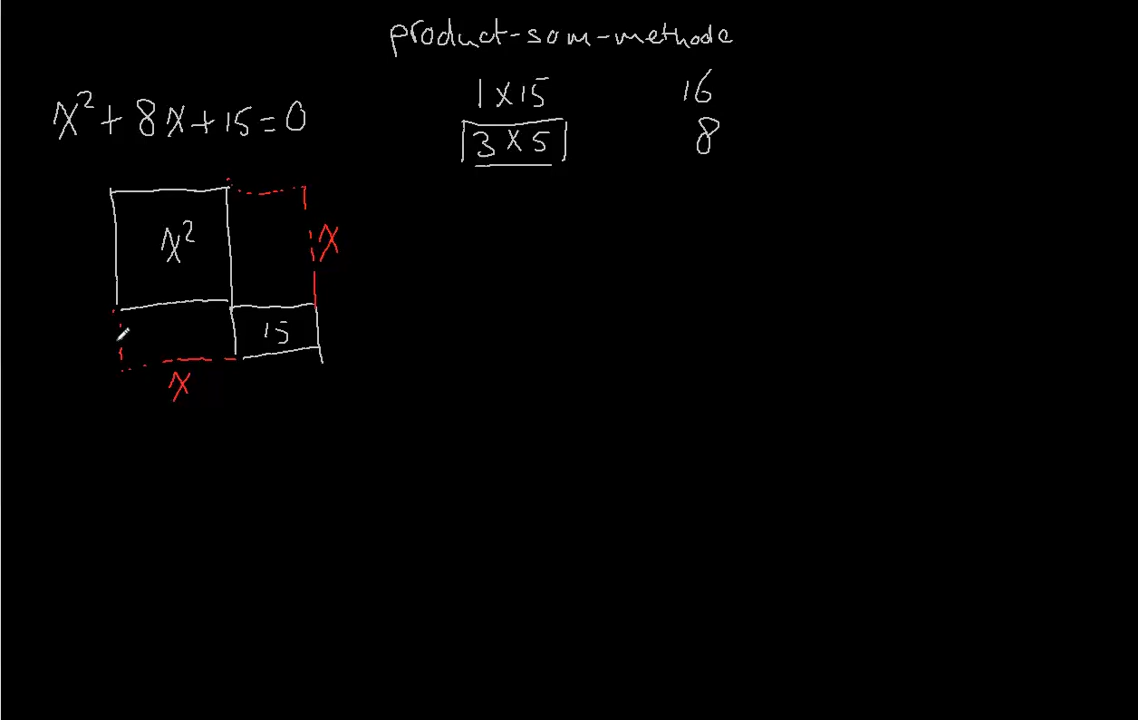 product-som-methode
1 x 15 16
x² + 8x + 15 = 0
3 x 5 8
x²
x
15
x